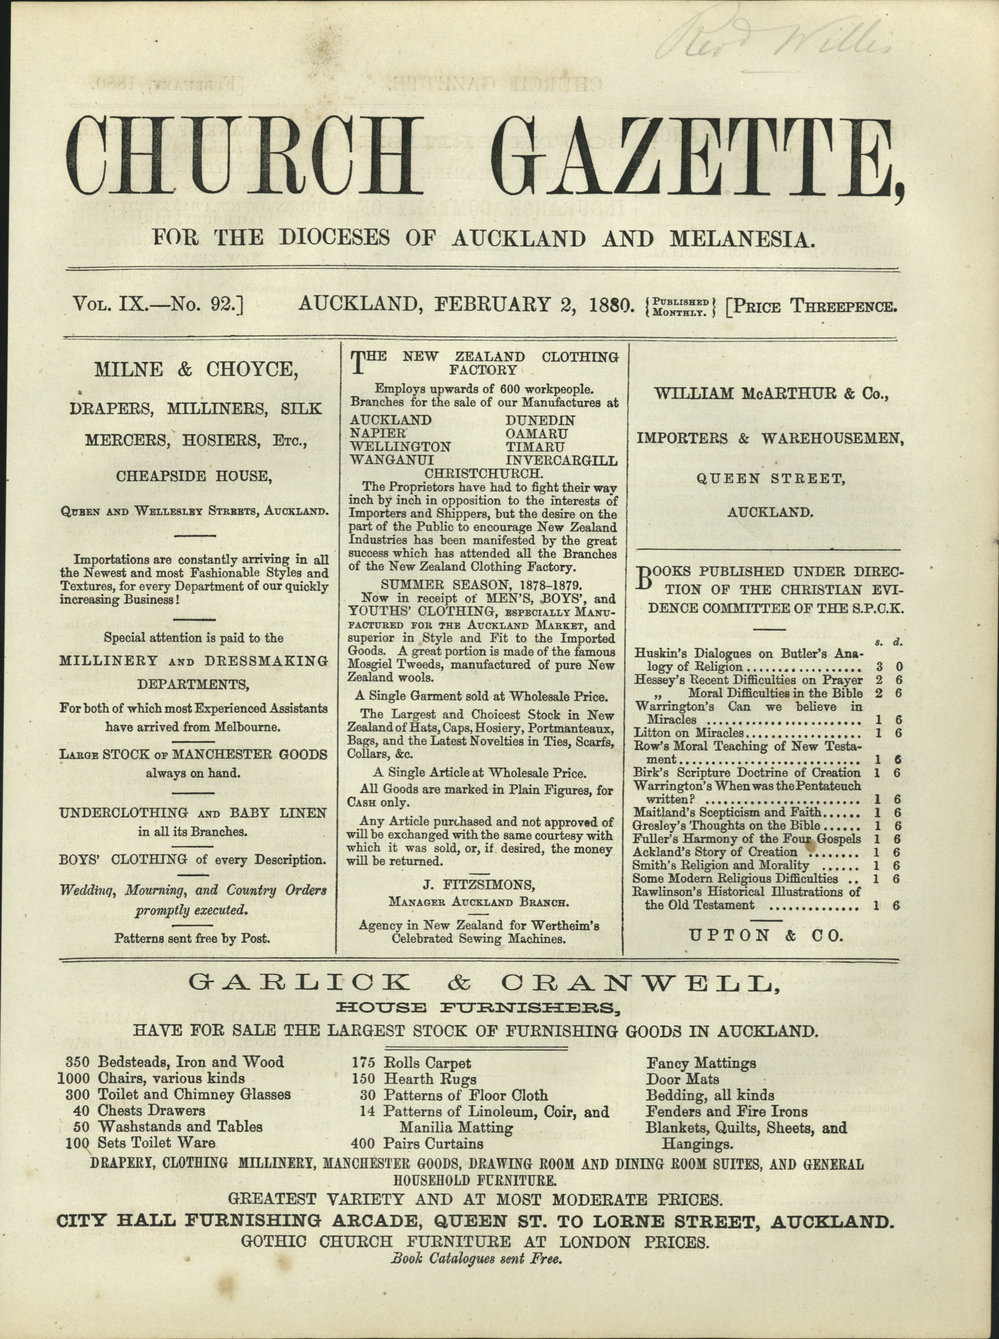 Revd Willis
CHURCH GAZETTE,
FOR THE DIOCESES OF AUCKLAND AND MELANESIA.
VOL. IX.—No. 92.] AUCKLAND, FEBRUARY 2, 1880. {PUBLISHED MONTHLY.} [PRICE THREEPENCE.
MILNE & CHOYCE,
DRAPERS, MILLINERS, SILK
MERCERS, HOSIERS, ETC.,
CHEAPSIDE HOUSE,
QUEEN AND WELLESLEY STREETS, AUCKLAND.
Importations are constantly arriving in all
the Newest and most Fashionable Styles and
Textures, for every Department of our quickly
increasing Business!
Special attention is paid to the
MILLINERY AND DRESSMAKING
DEPARTMENTS,
For both of which most Experienced Assistants
have arrived from Melbourne.
LARGE STOCK OF MANCHESTER GOODS
always on hand.
UNDERCLOTHING AND BABY LINEN
in all its Branches.
BOYS' CLOTHING of every Description.
Wedding, Mourning, and Country Orders
promptly executed.
Patterns sent free by Post.
THE NEW ZEALAND CLOTHING
FACTORY
Employs upwards of 600 workpeople.
Branches for the sale of our Manufactures at
AUCKLAND DUNEDIN
NAPIER OAMARU
WELLINGTON TIMARU
WANGANUI INVERCARGILL
CHRISTCHURCH.
The Proprietors have had to fight their way
inch by inch in opposition to the interests of
Importers and Shippers, but the desire on the
part of the Public to encourage New Zealand
Industries has been manifested by the great
success which has attended all the Branches
of the New Zealand Clothing Factory.
SUMMER SEASON, 1878-1879.
Now in receipt of MEN'S, BOYS', and
YOUTHS' CLOTHING, ESPECIALLY MANU-
FACTURED FOR THE AUCKLAND MARKET, and
superior in Style and Fit to the Imported
Goods. A great portion is made of the famous
Mosgiel Tweeds, manufactured of pure New
Zealand wools.
A Single Garment sold at Wholesale Price.
The Largest and Choicest Stock in New
Zealand of Hats, Caps, Hosiery, Portmanteaux,
Bags, and the Latest Novelties in Ties, Scarfs,
Collars, &c.
A Single Article at Wholesale Price.
All Goods are marked in Plain Figures, for
CASH only.
Any Article purchased and not approved of
will be exchanged with the same courtesy with
which it was sold, or, if desired, the money
will be returned.
J. FITZSIMONS,
MANAGER AUCKLAND BRANCH.
Agency in New Zealand for Wertheim's
Celebrated Sewing Machines.
WILLIAM McARTHUR & Co.,
IMPORTERS & WAREHOUSEMEN,
QUEEN STREET,
AUCKLAND.
BOOKS PUBLISHED UNDER DIREC-
TION OF THE CHRISTIAN EVI-
DENCE COMMITTEE OF THE S.P.C.K.
s. d.
Huskin's Dialogues on Butler's Ana-
logy of Religion .................. 3 0
Hessey's Recent Difficulties on Prayer 2 6
„ Moral Difficulties in the Bible 2 6
Warrington's Can we believe in
Miracles ........................ 1 6
Litton on Miracles.................. 1 6
Row's Moral Teaching of New Testa-
ment............................ 1 6
Birk's Scripture Doctrine of Creation 1 6
Warrington's When was the Pentateuch
written? ........................ 1 6
Maitland's Scepticism and Faith...... 1 6
Gresley's Thoughts on the Bible...... 1 6
Fuller's Harmony of the Four Gospels 1 6
Ackland's Story of Creation ........ 1 6
Smith's Religion and Morality ...... 1 6
Some Modern Religious Difficulties .. 1 6
Rawlinson's Historical Illustrations of
the Old Testament .............. 1 6
UPTON & CO.
GARLICK & CRANWELL,
HOUSE FURNISHERS,
HAVE FOR SALE THE LARGEST STOCK OF FURNISHING GOODS IN AUCKLAND.
350 Bedsteads, Iron and Wood
1000 Chairs, various kinds
300 Toilet and Chimney Glasses
40 Chests Drawers
50 Washstands and Tables
100 Sets Toilet Ware
175 Rolls Carpet
150 Hearth Rugs
30 Patterns of Floor Cloth
14 Patterns of Linoleum, Coir, and
Manilia Matting
400 Pairs Curtains
Fancy Mattings
Door Mats
Bedding, all kinds
Fenders and Fire Irons
Blankets, Quilts, Sheets, and
Hangings.
DRAPERY, CLOTHING MILLINERY, MANCHESTER GOODS, DRAWING ROOM AND DINING ROOM SUITES, AND GENERAL
HOUSEHOLD FURNITURE.
GREATEST VARIETY AND AT MOST MODERATE PRICES.
CITY HALL FURNISHING ARCADE, QUEEN ST. TO LORNE STREET, AUCKLAND.
GOTHIC CHURCH FURNITURE AT LONDON PRICES.
Book Catalogues sent Free.